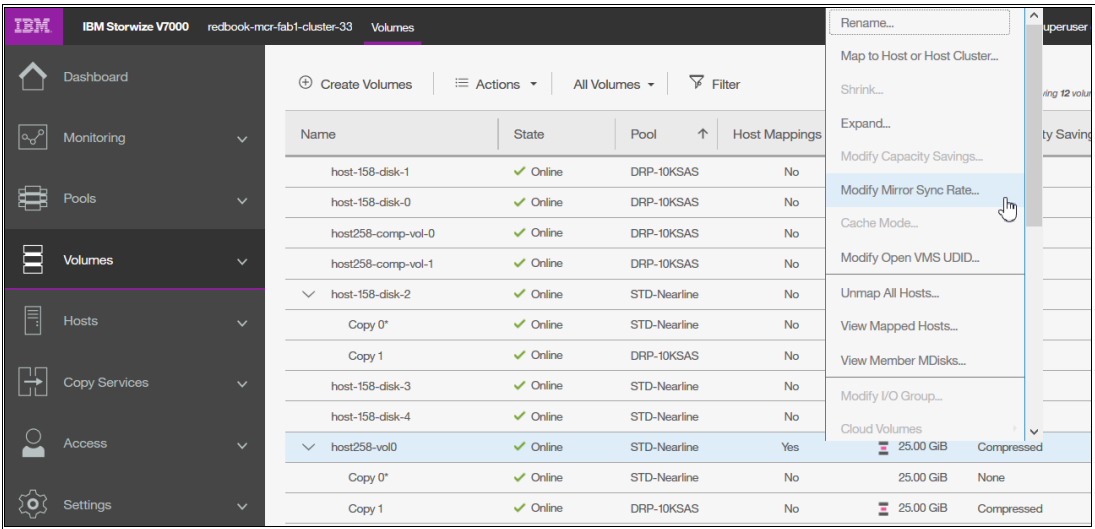 IBM IBM Storwize V7000 redbook-mcr-fab1-cluster-33 Volumes
Dashboard
Monitoring
Pools
Volumes
Hosts
Copy Services
Access
Settings
Create Volumes Actions All Volumes Filter
12
Name State Pool Host Mappings
host-158-disk-1 Online DRP-10KSAS No
host-158-disk-0 Online DRP-10KSAS No
host258-comp-vol-0 Online DRP-10KSAS No
host258-comp-vol-1 Online DRP-10KSAS No
host-158-disk-2 Online STD-Nearline No
Copy 0* Online STD-Nearline No
Copy 1 Online DRP-10KSAS No
host-158-disk-3 Online STD-Nearline No
host-158-disk-4 Online STD-Nearline No
host258-vol0 Online STD-Nearline Yes 25.00 GiB Compressed
Copy 0* Online STD-Nearline No 25.00 GiB None
Copy 1 Online DRP-10KSAS No 25.00 GiB Compressed
Rename...
Map to Host or Host Cluster...
Shrink...
Expand...
Modify Capacity Savings...
Modify Mirror Sync Rate...
Cache Mode...
Modify Open VMS UDID...
Unmap All Hosts...
View Mapped Hosts...
View Member MDisks...
Modify I/O Group...
Cloud Volumes